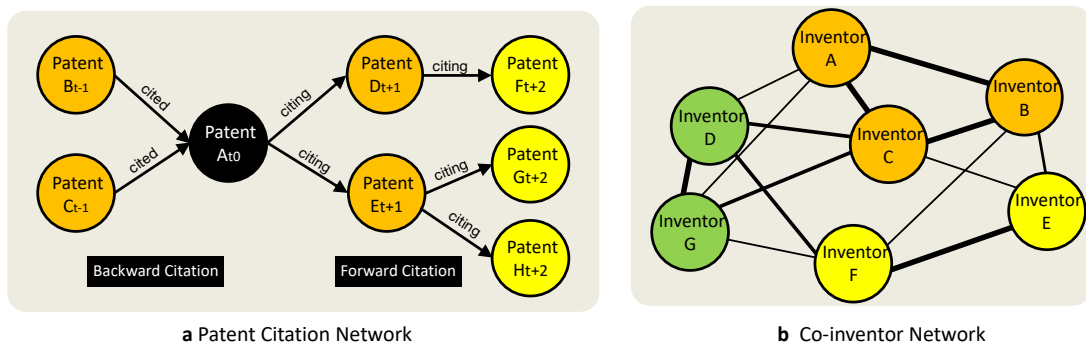 Patent
Bt-1
cited
Patent
Ct-1
cited
Patent
At0
citing
Patent
Dt+1
citing
Patent
Ft+2
citing
Patent
Et+1
citing
Patent
Gt+2
citing
Patent
Ht+2
Backward Citation
Forward Citation
a Patent Citation Network
Inventor
A
Inventor
B
Inventor
D
Inventor
C
Inventor
E
Inventor
G
Inventor
F
b Co-inventor Network